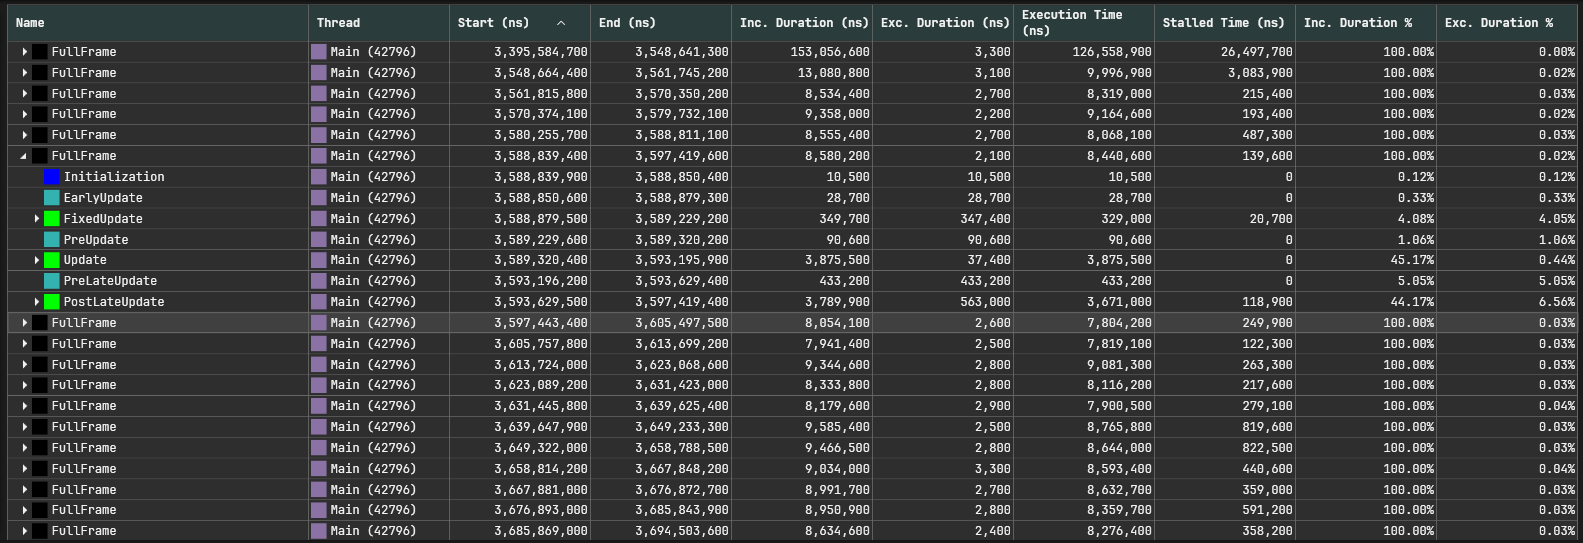 Name Thread Start (ns) End (ns) Inc. Duration (ns) Exc. Duration (ns) Execution Time (ns) Stalled Time (ns) Inc. Duration % Exc. Duration %
FullFrame Main (42796) 3,395,584,700 3,548,641,300 153,056,600 3,300 126,558,900 26,497,700 100.00% 0.00%
FullFrame Main (42796) 3,548,664,400 3,561,745,200 13,080,800 3,100 9,996,900 3,083,900 100.00% 0.02%
FullFrame Main (42796) 3,561,815,800 3,570,350,200 8,534,400 2,700 8,319,000 215,400 100.00% 0.03%
FullFrame Main (42796) 3,570,374,100 3,579,732,100 9,358,000 2,200 9,164,600 193,400 100.00% 0.02%
FullFrame Main (42796) 3,580,255,700 3,588,811,100 8,555,400 2,700 8,068,100 487,300 100.00% 0.03%
FullFrame Main (42796) 3,588,839,400 3,597,419,600 8,580,200 2,100 8,440,600 139,600 100.00% 0.02%
Initialization Main (42796) 3,588,839,900 3,588,850,400 10,500 10,500 10,500 0 0.12% 0.12%
EarlyUpdate Main (42796) 3,588,850,600 3,588,879,300 28,700 28,700 28,700 0 0.33% 0.33%
FixedUpdate Main (42796) 3,588,879,500 3,589,229,200 349,700 347,400 329,000 20,700 4.08% 4.05%
PreUpdate Main (42796) 3,589,229,600 3,589,320,200 90,600 90,600 90,600 0 1.06% 1.06%
Update Main (42796) 3,589,320,400 3,593,195,900 3,875,500 37,400 3,875,500 0 45.17% 0.44%
PreLateUpdate Main (42796) 3,593,196,200 3,593,629,400 433,200 433,200 433,200 0 5.05% 5.05%
PostLateUpdate Main (42796) 3,593,629,500 3,597,419,400 3,789,900 563,000 3,671,000 118,900 44.17% 6.56%
FullFrame Main (42796) 3,597,443,400 3,605,497,500 8,054,100 2,600 7,804,200 249,900 100.00% 0.03%
FullFrame Main (42796) 3,605,757,800 3,613,699,200 7,941,400 2,500 7,819,100 122,300 100.00% 0.03%
FullFrame Main (42796) 3,613,724,000 3,623,068,600 9,344,600 2,800 9,081,300 263,300 100.00% 0.03%
FullFrame Main (42796) 3,623,089,200 3,631,423,000 8,333,800 2,800 8,116,200 217,600 100.00% 0.03%
FullFrame Main (42796) 3,631,445,800 3,639,625,400 8,179,600 2,900 7,900,500 279,100 100.00% 0.04%
FullFrame Main (42796) 3,639,647,900 3,649,233,300 9,585,400 2,500 8,765,800 819,600 100.00% 0.03%
FullFrame Main (42796) 3,649,322,000 3,658,788,500 9,466,500 2,800 8,644,000 822,500 100.00% 0.03%
FullFrame Main (42796) 3,658,814,200 3,667,848,200 9,034,000 3,300 8,593,400 440,600 100.00% 0.04%
FullFrame Main (42796) 3,667,881,000 3,676,872,700 8,991,700 2,700 8,632,700 359,000 100.00% 0.03%
FullFrame Main (42796) 3,676,893,000 3,685,843,900 8,950,900 2,800 8,359,700 591,200 100.00% 0.03%
FullFrame Main (42796) 3,685,869,000 3,694,503,600 8,634,600 2,400 8,276,400 358,200 100.00% 0.03%